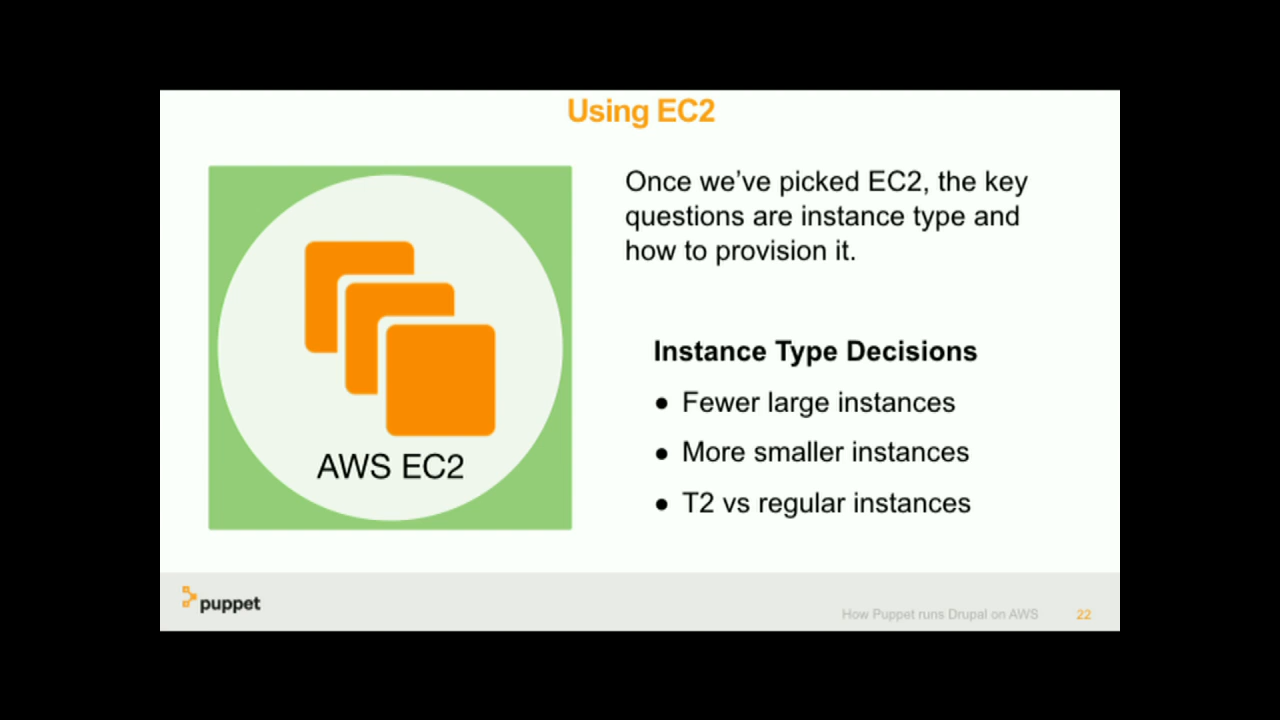 Using EC2
AWS EC2
Once we’ve picked EC2, the key
questions are instance type and
how to provision it.
Instance Type Decisions
● Fewer large instances
● More smaller instances
● T2 vs regular instances
puppet
How Puppet runs Drupal on AWS 22